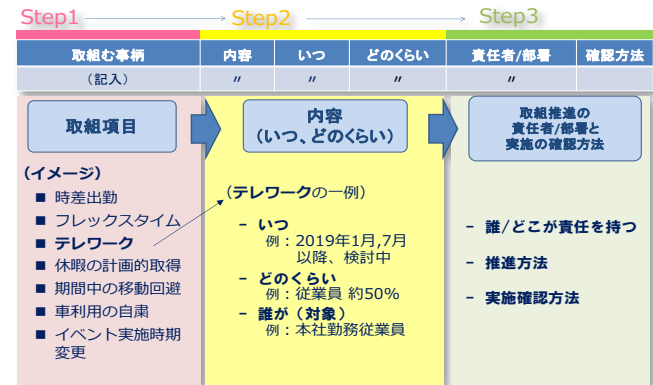 Step1 Step2 Step3
取組む事柄 内容 いつ どのくらい 責任者/部署 確認方法
(記入) 〃 〃 〃 〃
取組項目
内容
(いつ、どのくらい)
取組推進の
責任者/部署と
実施の確認方法
(イメージ)
■ 時差出勤
■ フレックスタイム
■ テレワーク
■ 休暇の計画的取得
■ 期間中の移動回避
■ 車利用の自粛
■ イベント実施時期
変更
(テレワークの一例)
- いつ
例:2019年1月,7月
以降、検討中
- どのくらい
例:従業員 約50%
- 誰が(対象)
例:本社勤務従業員
- 誰/どこが責任を持つ
- 推進方法
- 実施確認方法